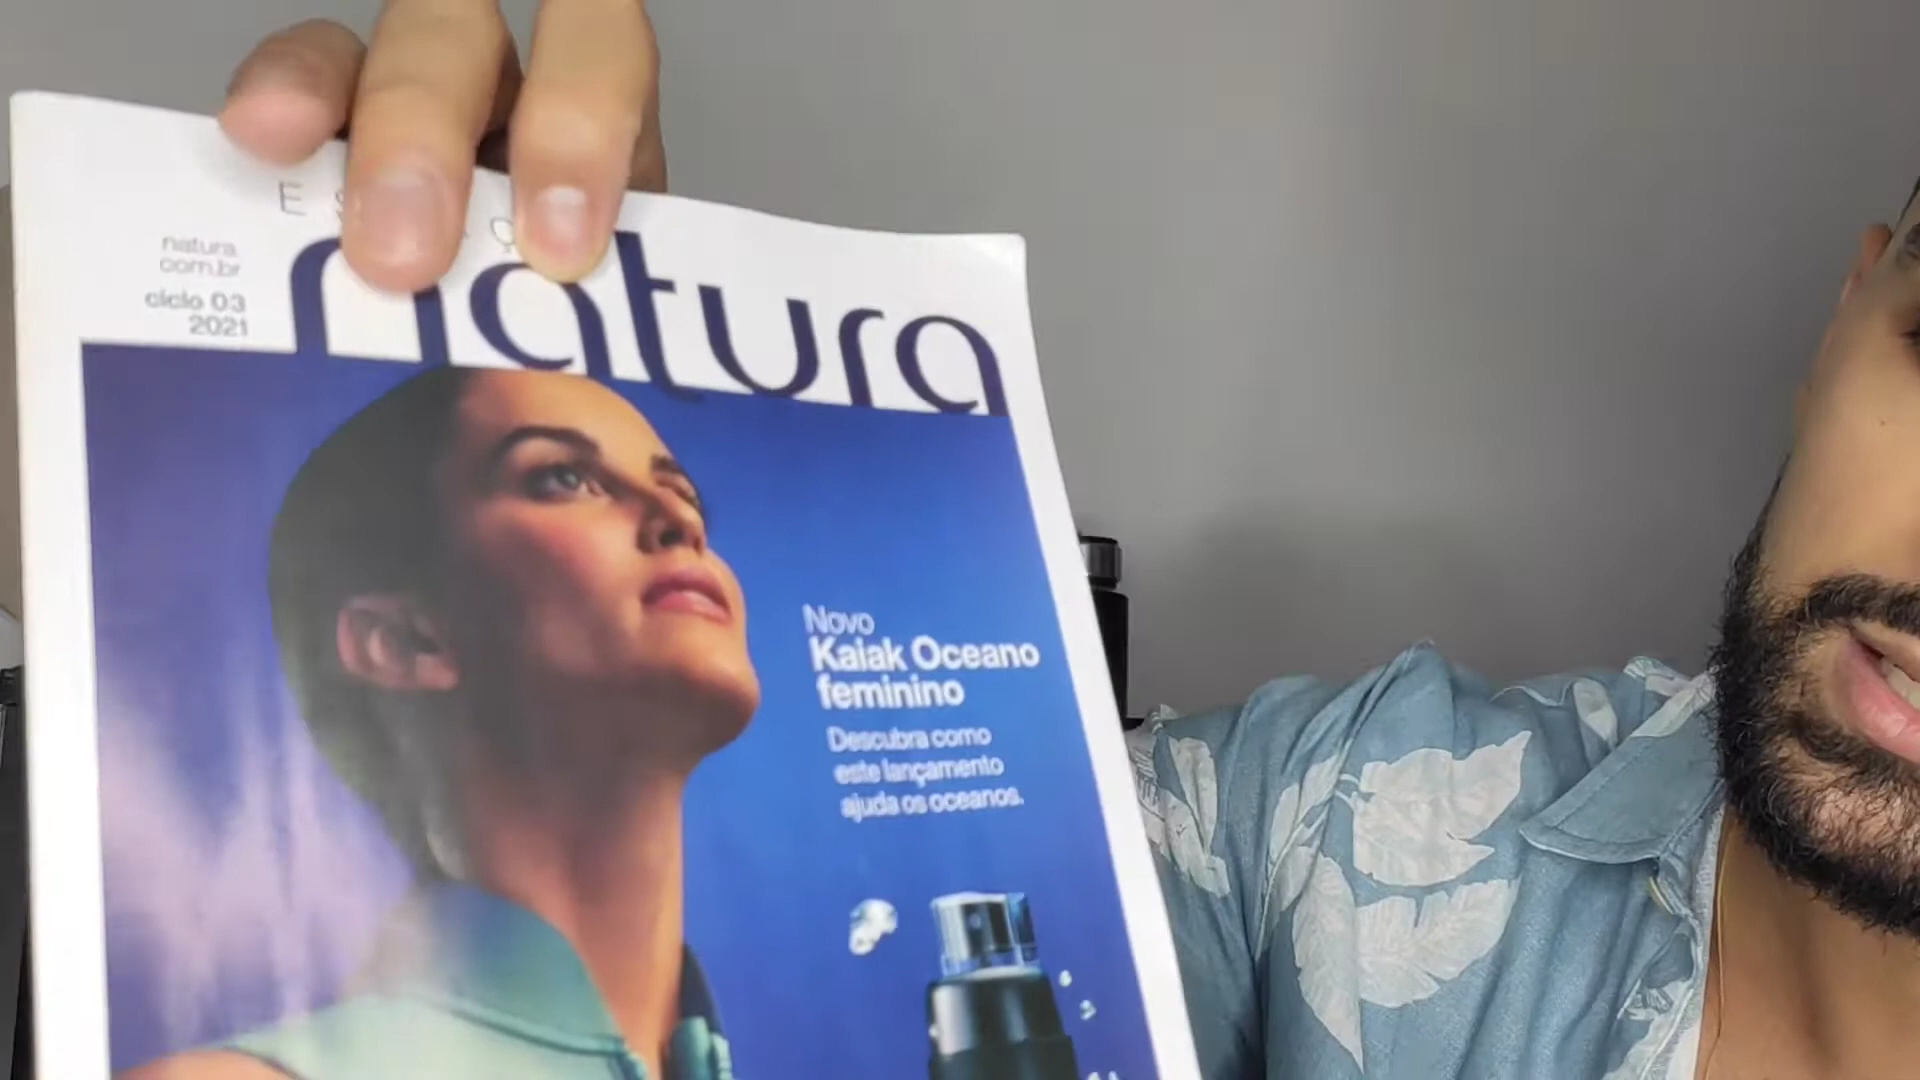 natura
com.br
ciclo 03
2021
natura
Novo
Kaiak Oceano
feminino
Descubra como
este lançamento
ajuda os oceanos.